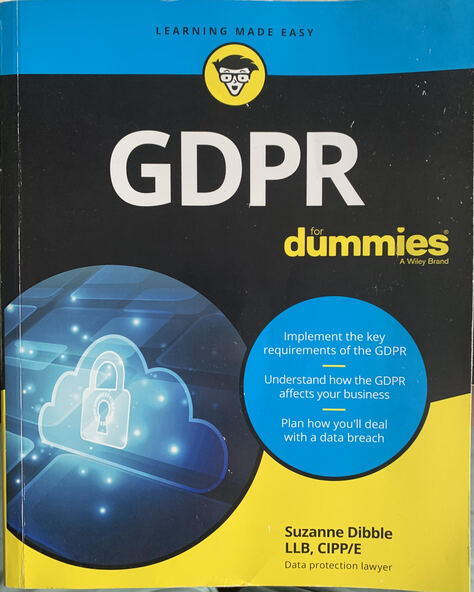 LEARNING MADE EASY
GDPR
for
dummies®
A Wiley Brand
Implement the key
requirements of the GDPR
Understand how the GDPR
affects your business
Plan how you'll deal
with a data breach
Suzanne Dibble
LLB, CIPP/E
Data protection lawyer